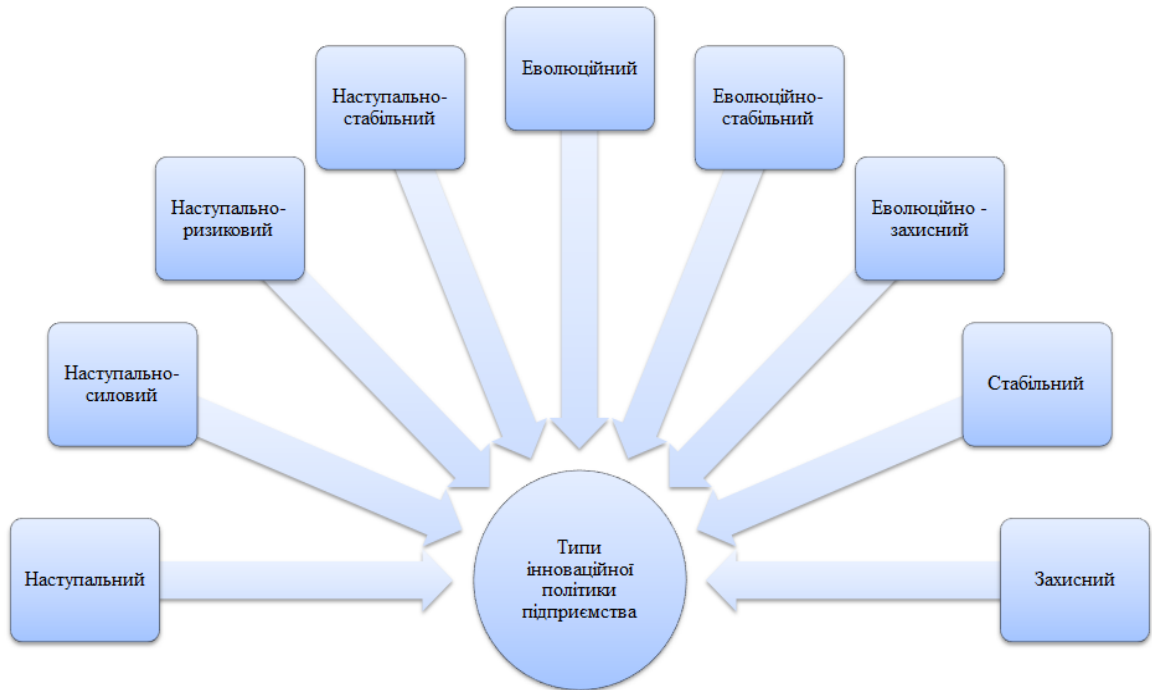 Еволюційний
Наступально-
стабільний
Еволюційно-
стабільний
Наступально-
ризиковий
Еволюційно -
захисний
Наступально-
силовий
Стабільний
Наступальний
Типи
інноваційної
політики
підприємства
Захисний